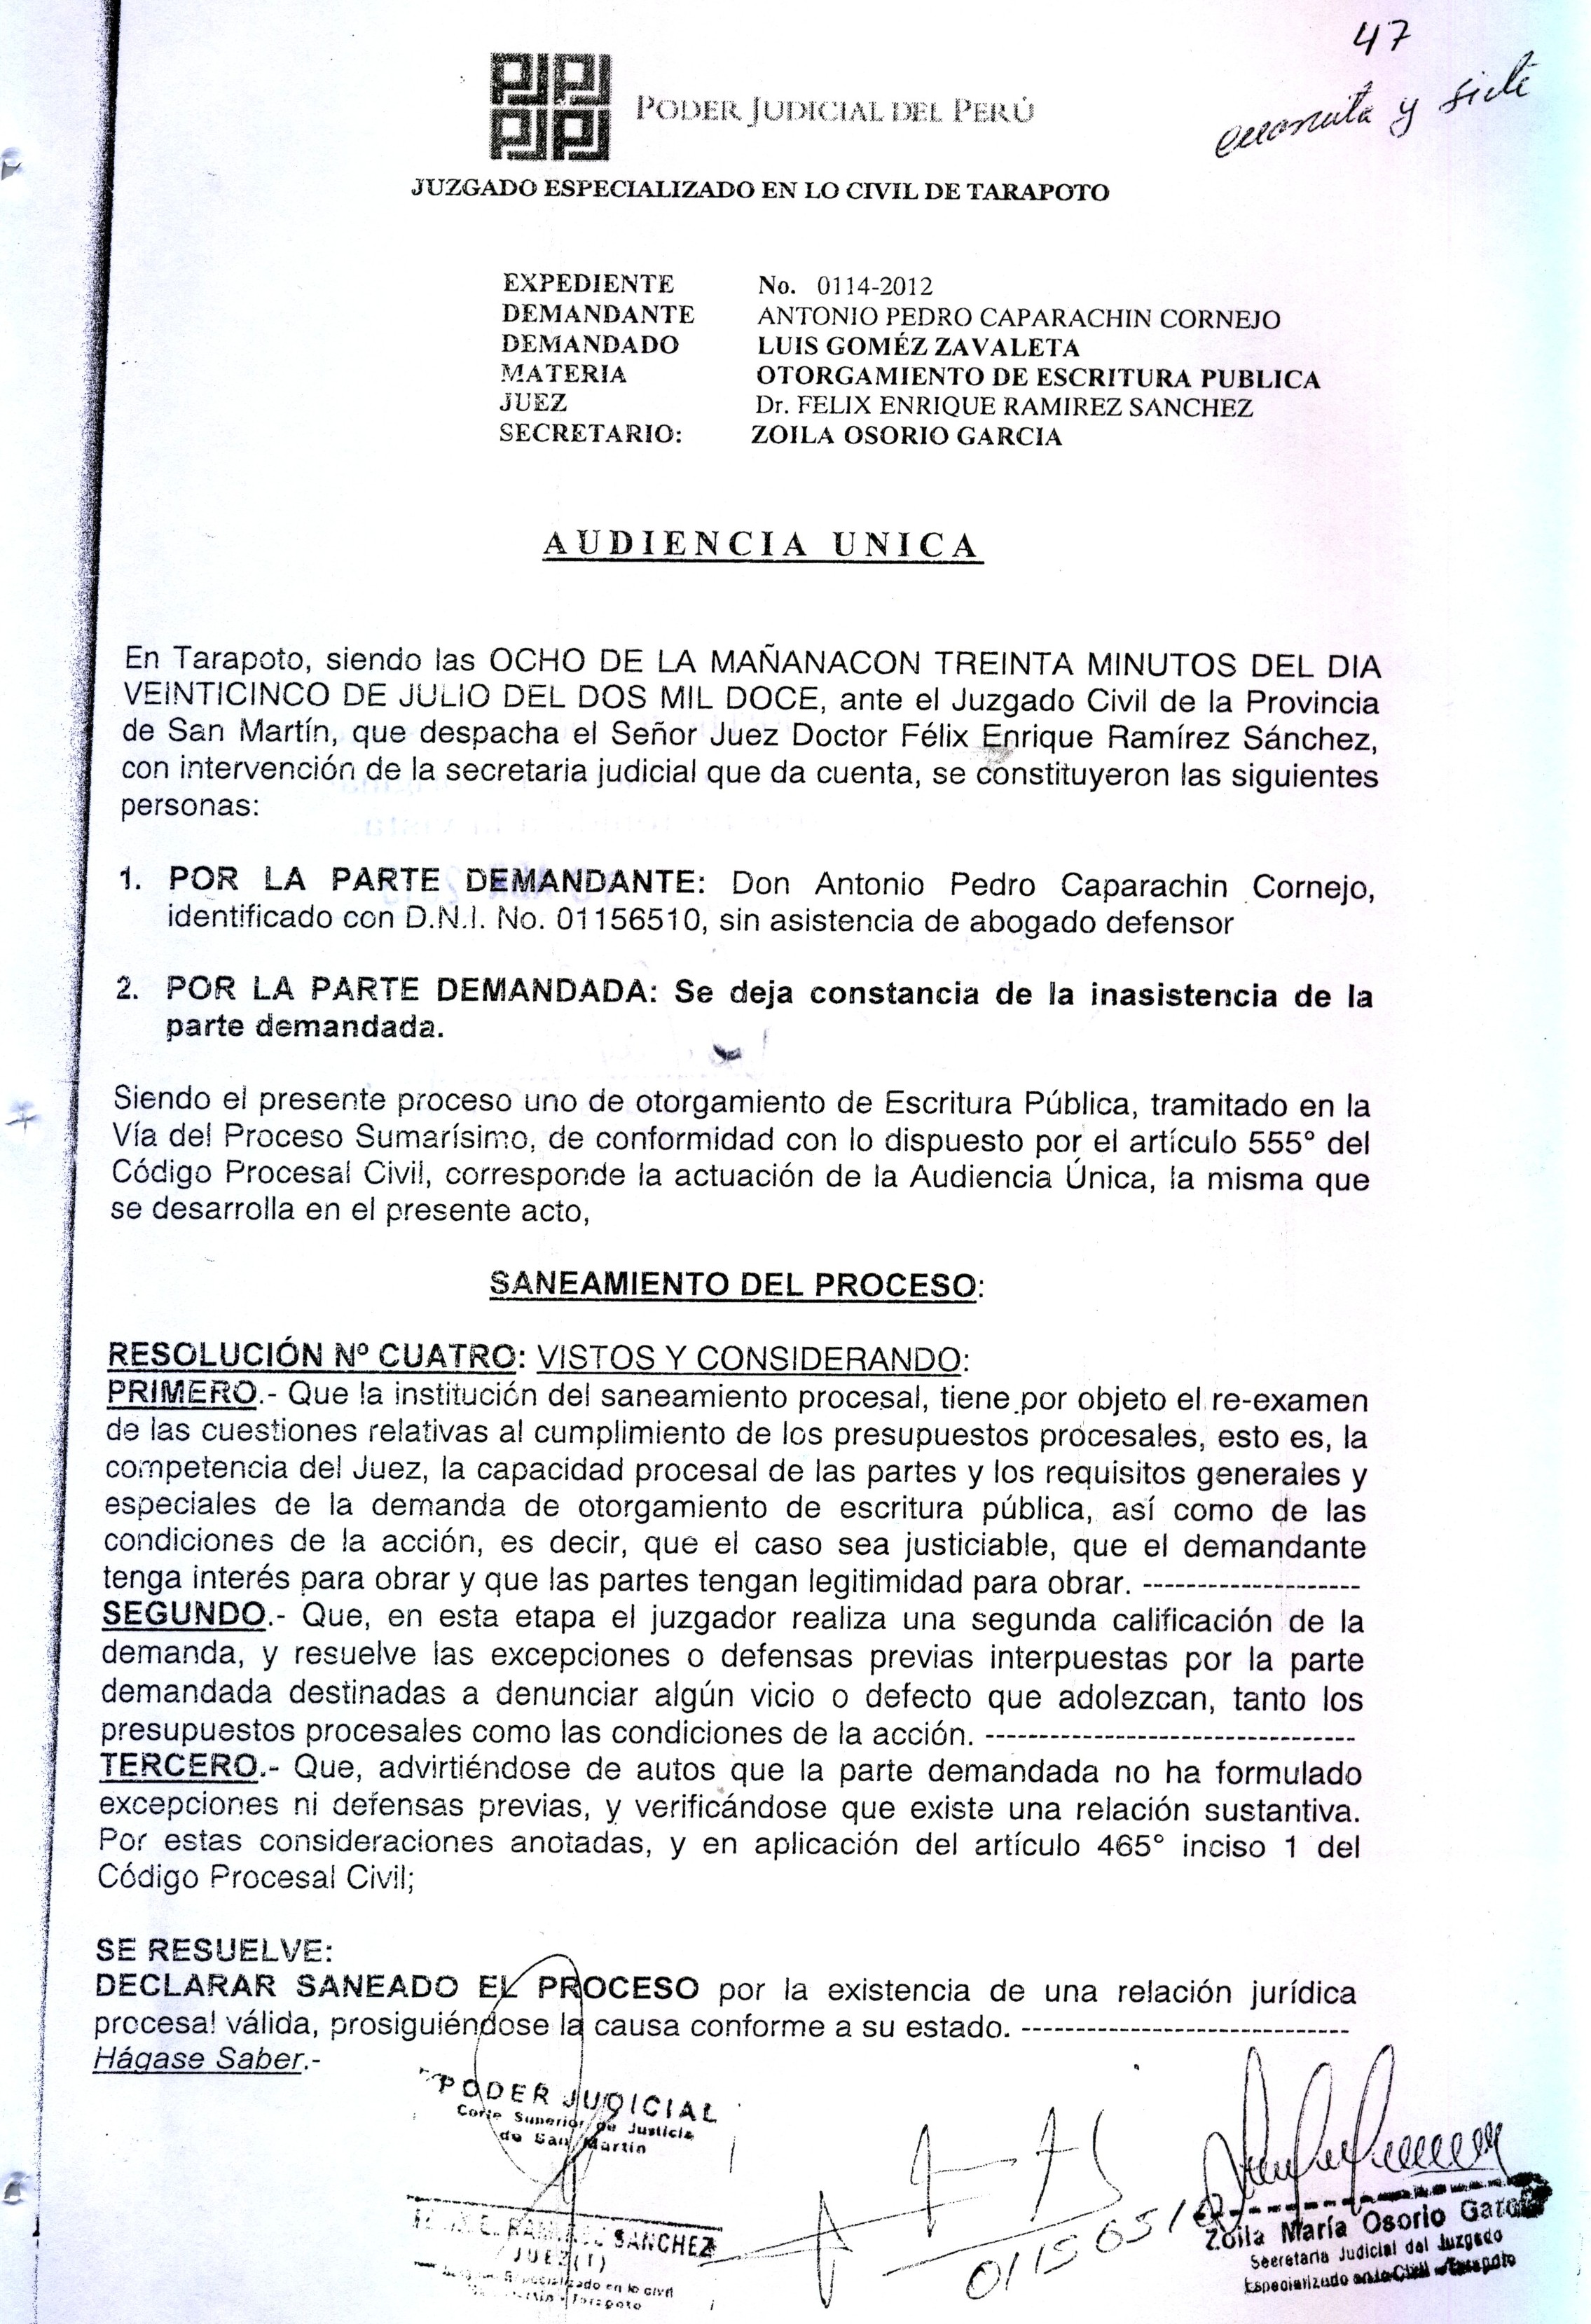 47
cuarenta y siete
PODER JUDICIAL DEL PERÚ
JUZGADO ESPECIALIZADO EN LO CIVIL DE TARAPOTO
EXPEDIENTE No. 0114-2012
DEMANDANTE ANTONIO PEDRO CAPARACHIN CORNEJO
DEMANDADO LUIS GOMÉZ ZAVALETA
MATERIA OTORGAMIENTO DE ESCRITURA PUBLICA
JUEZ Dr. FELIX ENRIQUE RAMIREZ SANCHEZ
SECRETARIO: ZOILA OSORIO GARCIA
AUDIENCIA UNICA
En Tarapoto, siendo las OCHO DE LA MAÑANACON TREINTA MINUTOS DEL DIA
VEINTICINCO DE JULIO DEL DOS MIL DOCE, ante el Juzgado Civil de la Provincia
de San Martín, que despacha el Señor Juez Doctor Félix Enrique Ramírez Sánchez,
con intervención de la secretaria judicial que da cuenta, se constituyeron las siguientes
personas:
1. POR LA PARTE DEMANDANTE: Don Antonio Pedro Caparachin Cornejo,
identificado con D.N.I. No. 01156510, sin asistencia de abogado defensor
2. POR LA PARTE DEMANDADA: Se deja constancia de la inasistencia de la
parte demandada.
Siendo el presente proceso uno de otorgamiento de Escritura Pública, tramitado en la
Vía del Proceso Sumarísimo, de conformidad con lo dispuesto por el artículo 555° del
Código Procesal Civil, corresponde la actuación de la Audiencia Única, la misma que
se desarrolla en el presente acto,
SANEAMIENTO DEL PROCESO:
RESOLUCIÓN Nº CUATRO: VISTOS Y CONSIDERANDO:
PRIMERO.- Que la institución del saneamiento procesal, tiene por objeto el re-examen
de las cuestiones relativas al cumplimiento de los presupuestos procesales, esto es, la
competencia del Juez, la capacidad procesal de las partes y los requisitos generales y
especiales de la demanda de otorgamiento de escritura pública, así como de las
condiciones de la acción, es decir, que el caso sea justiciable, que el demandante
tenga interés para obrar y que las partes tengan legitimidad para obrar. --------------------
SEGUNDO.- Que, en esta etapa el juzgador realiza una segunda calificación de la
demanda, y resuelve las excepciones o defensas previas interpuestas por la parte
demandada destinadas a denunciar algún vicio o defecto que adolezcan, tanto los
presupuestos procesales como las condiciones de la acción. ----------------------------------
TERCERO.- Que, advirtiéndose de autos que la parte demandada no ha formulado
excepciones ni defensas previas, y verificándose que existe una relación sustantiva.
Por estas consideraciones anotadas, y en aplicación del artículo 465° inciso 1 del
Código Procesal Civil;
SE RESUELVE:
DECLARAR SANEADO EL PROCESO por la existencia de una relación jurídica
procesal válida, prosiguiéndose la causa conforme a su estado. ------------------------------
Hágase Saber.-
PODER JUDICIAL
Corte Superior de Justicia
de San Martin
FELIX E. RAMIREZ SANCHEZ
JUEZ (T)
Especializado en lo civil
Tarapoto
Zoila María Osorio García
Secretaria Judicial del Juzgado
Especializado en lo Civil - Tarapoto